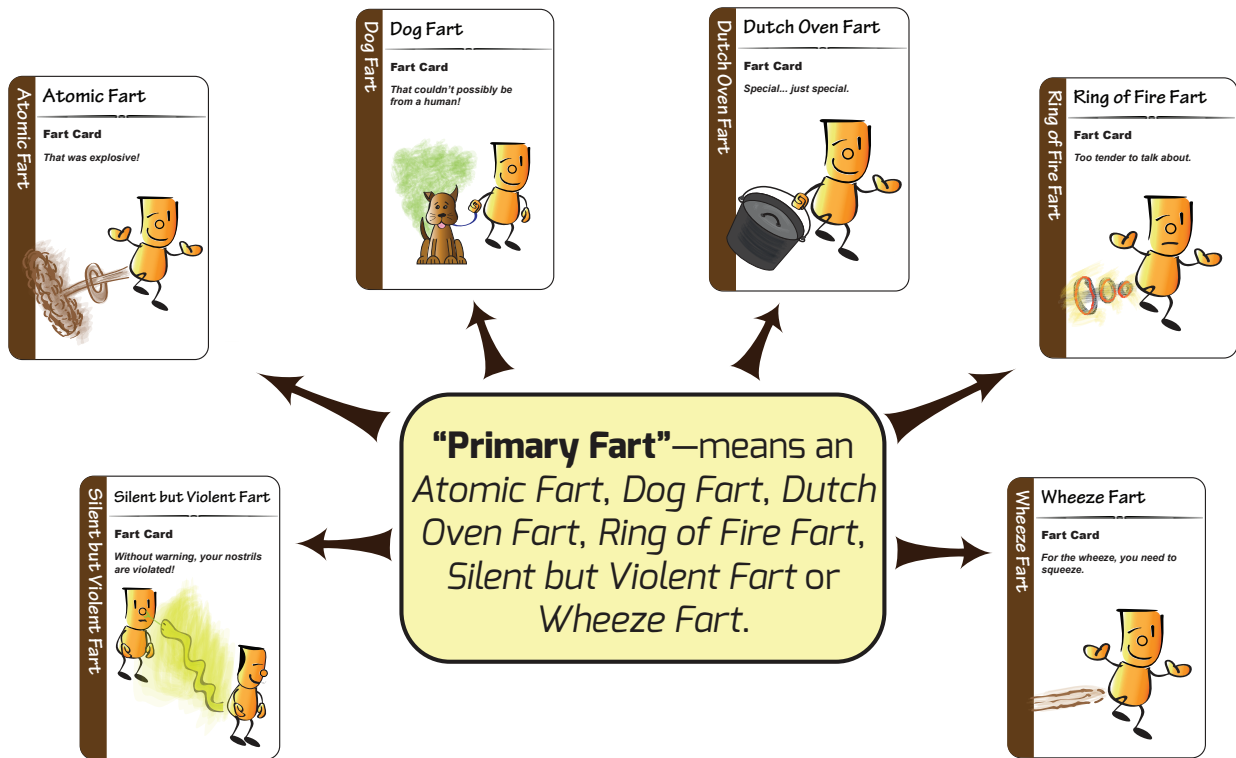 Atomic Fart
Atomic Fart
Fart Card
That was explosive!
Dog Fart
Dog Fart
Fart Card
That couldn't possibly be
from a human!
Dutch Oven Fart
Dutch Oven Fart
Fart Card
Special... just special.
Ring of Fire Fart
Ring of Fire Fart
Fart Card
Too tender to talk about.
"Primary Fart"—means an
Atomic Fart, Dog Fart, Dutch
Oven Fart, Ring of Fire Fart,
Silent but Violent Fart or
Wheeze Fart.
Silent but Violent Fart
Silent but Violent Fart
Fart Card
Without warning, your nostrils
are violated!
Wheeze Fart
Wheeze Fart
Fart Card
For the wheeze, you need to
squeeze.